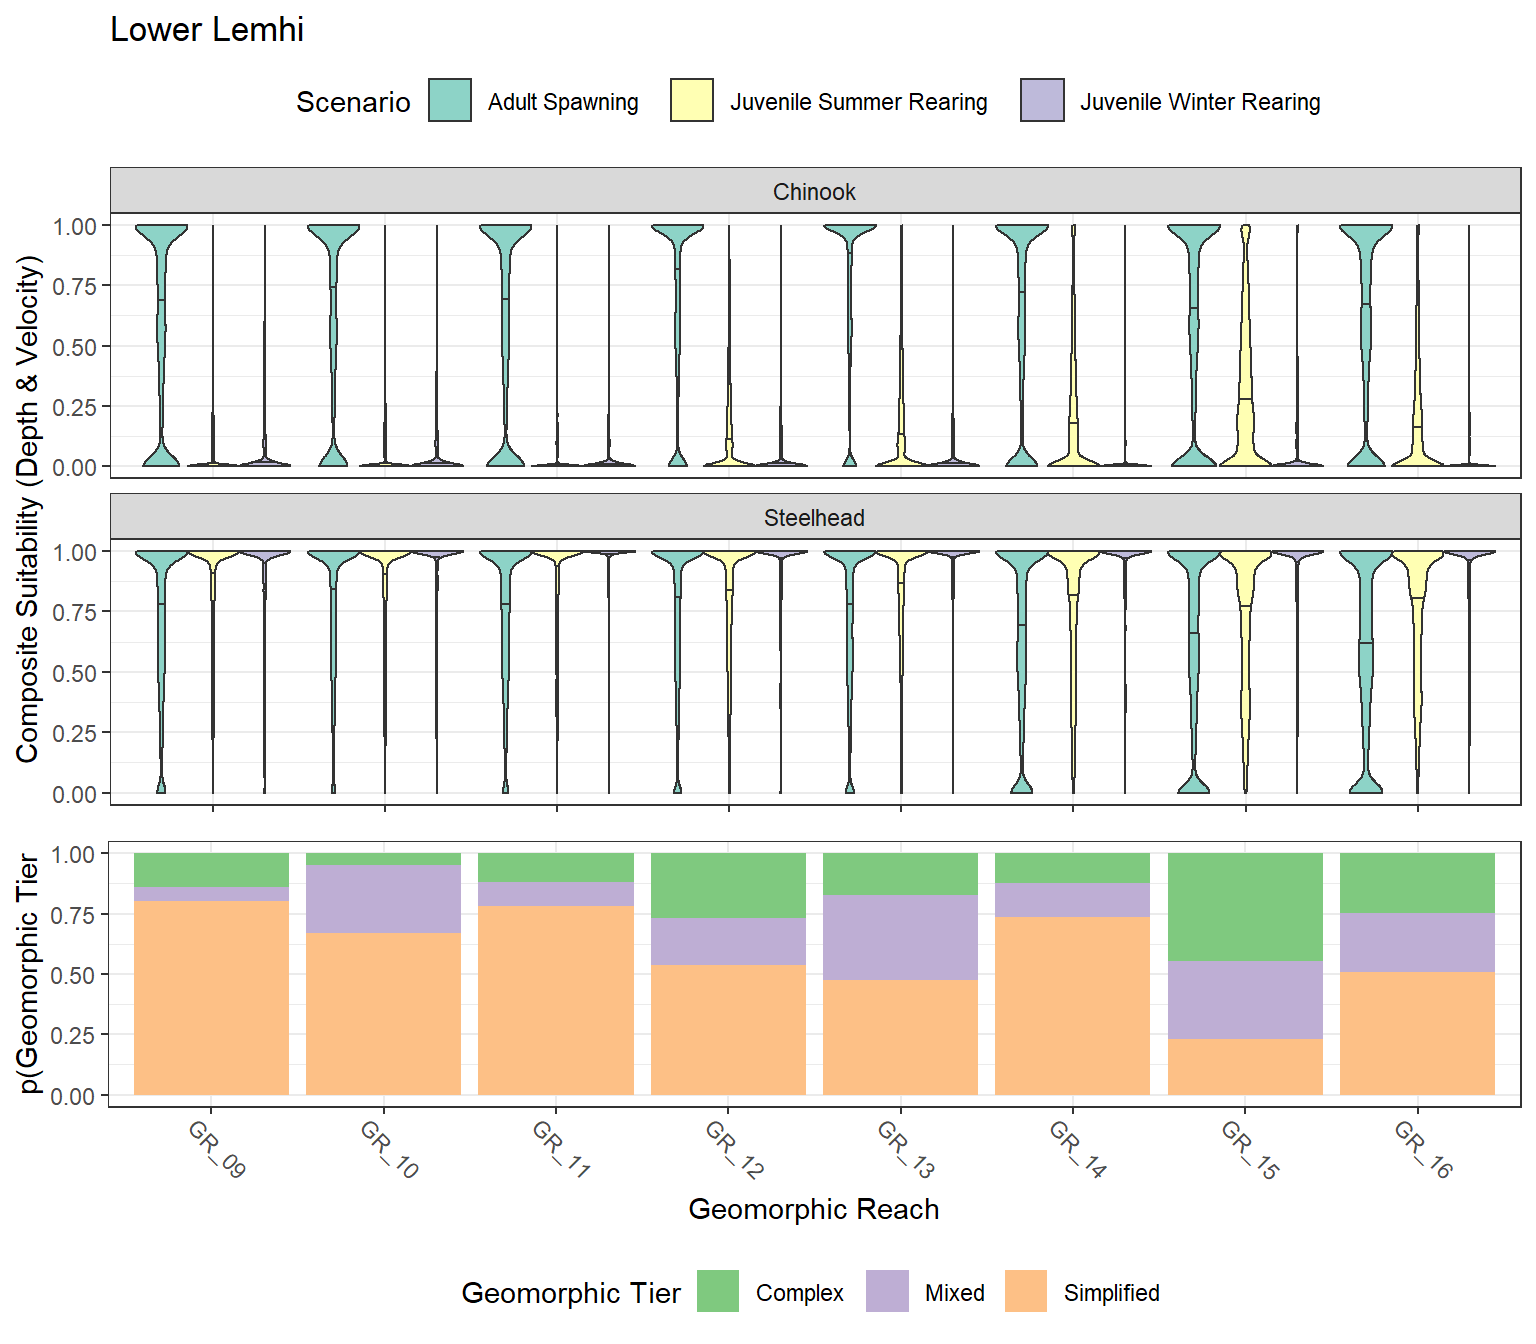 Lower Lemhi
Scenario Adult Spawning Juvenile Summer Rearing Juvenile Winter Rearing
Composite Suitability (Depth & Velocity)
Chinook
1.00
0.75
0.50
0.25
0.00
Steelhead
1.00
0.75
0.50
0.25
0.00
p(Geomorphic Tier
1.00
0.75
0.50
0.25
0.00
GR_09 GR_10 GR_11 GR_12 GR_13 GR_14 GR_15 GR_16
Geomorphic Reach
Geomorphic Tier Complex Mixed Simplified